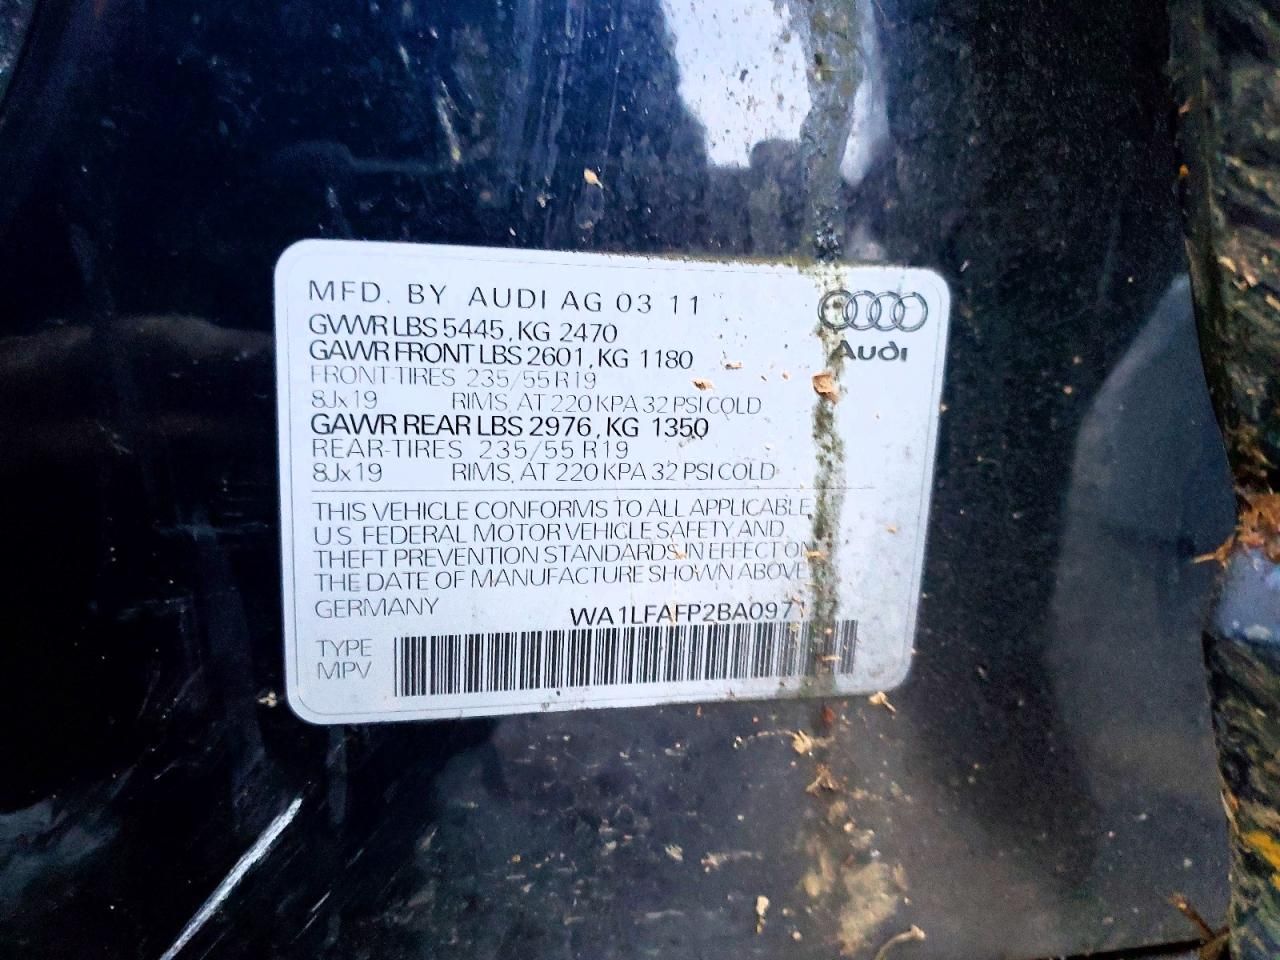 MFD. BY AUDI AG 03 11
GVWR LBS 5445, KG 2470
GAWR FRONT LBS 2601, KG 1180
FRONT-TIRES 235/55 R19
8Jx19 RIMS, AT 220 KPA 32 PSI COLD
GAWR REAR LBS 2976, KG 1350
REAR-TIRES 235/55 R19
8Jx19 RIMS, AT 220 KPA 32 PSI COLD
Audi
THIS VEHICLE CONFORMS TO ALL APPLICABLE
US FEDERAL MOTOR VEHICLE SAFETY AND
THEFT PREVENTION STANDARDS IN EFFECT ON
THE DATE OF MANUFACTURE SHOWN ABOVE
GERMANY
TYPE
MPV